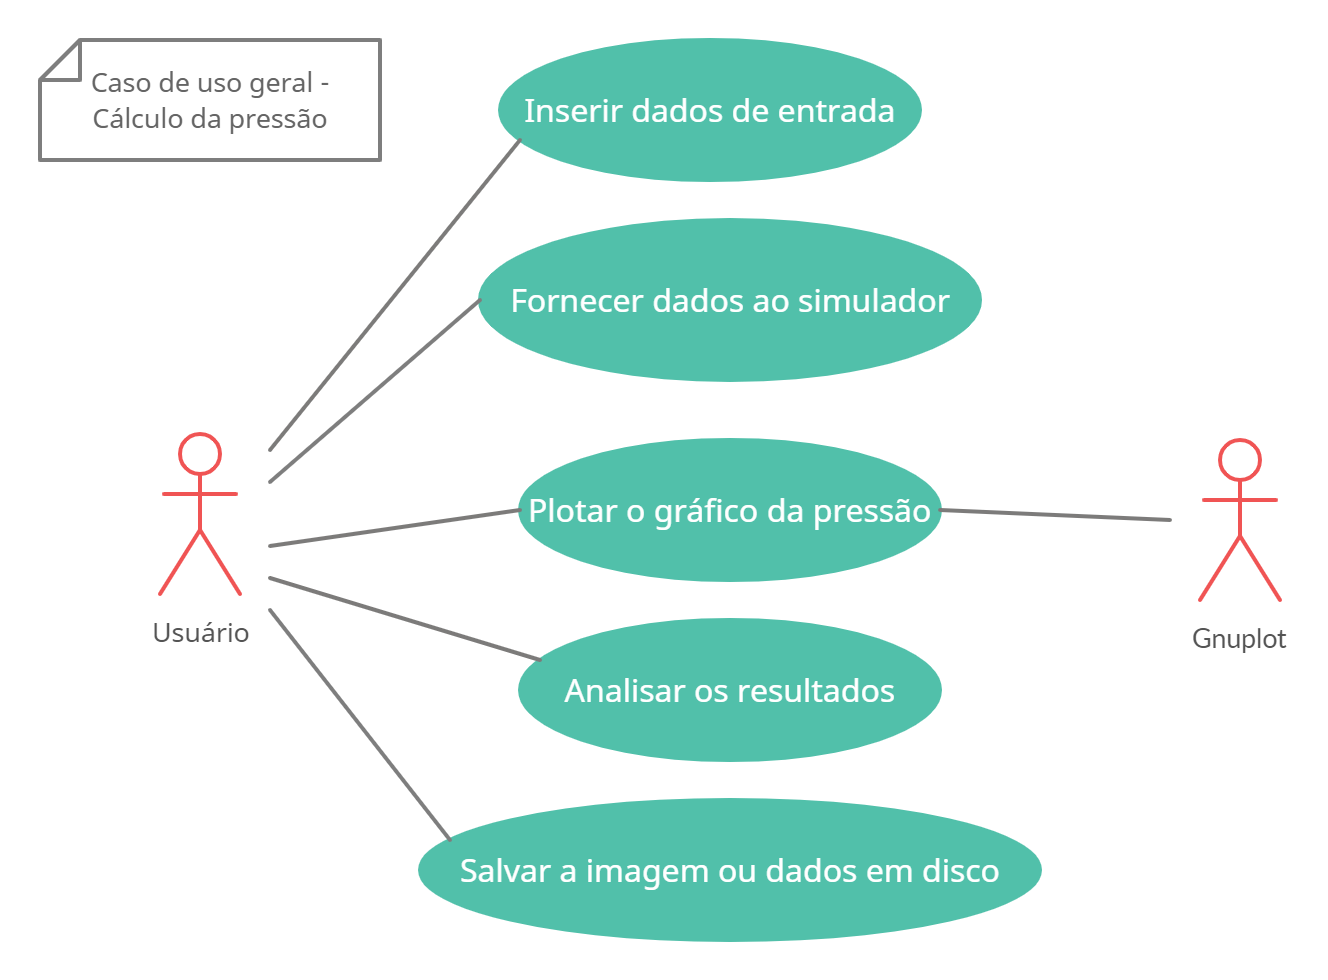 Caso de uso geral -
Cálculo da pressão
Inserir dados de entrada
Fornecer dados ao simulador
Plotar o gráfico da pressão
Usuário
Gnuplot
Analisar os resultados
Salvar a imagem ou dados em disco